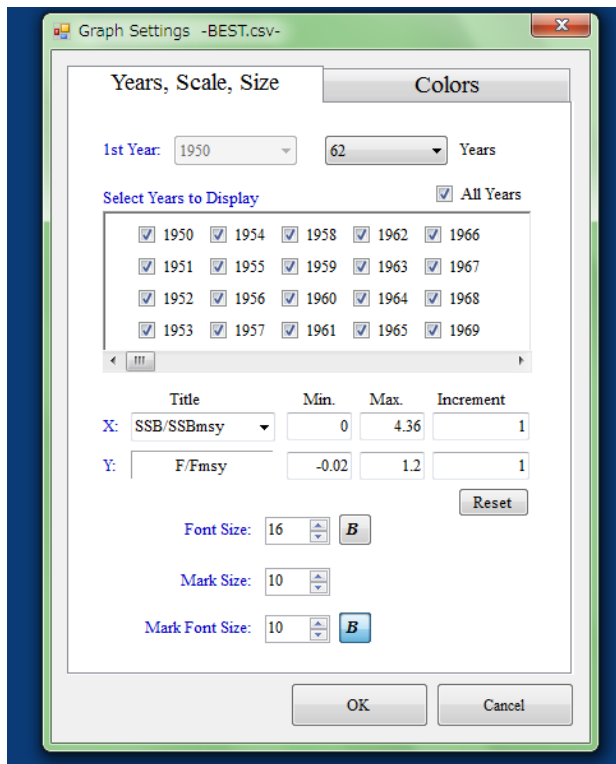 Graph Settings -BEST.csv-
Years, Scale, Size Colors
1st Year: 1950 62 Years
Select Years to Display All Years
1950 1954 1958 1962 1966
1951 1955 1959 1963 1967
1952 1956 1960 1964 1968
1953 1957 1961 1965 1969
Title Min. Max. Increment
X: SSB/SSBmsy 0 4.36 1
Y: F/Fmsy -0.02 1.2 1
Reset
Font Size: 16 B
Mark Size: 10
Mark Font Size: 10 B
OK Cancel